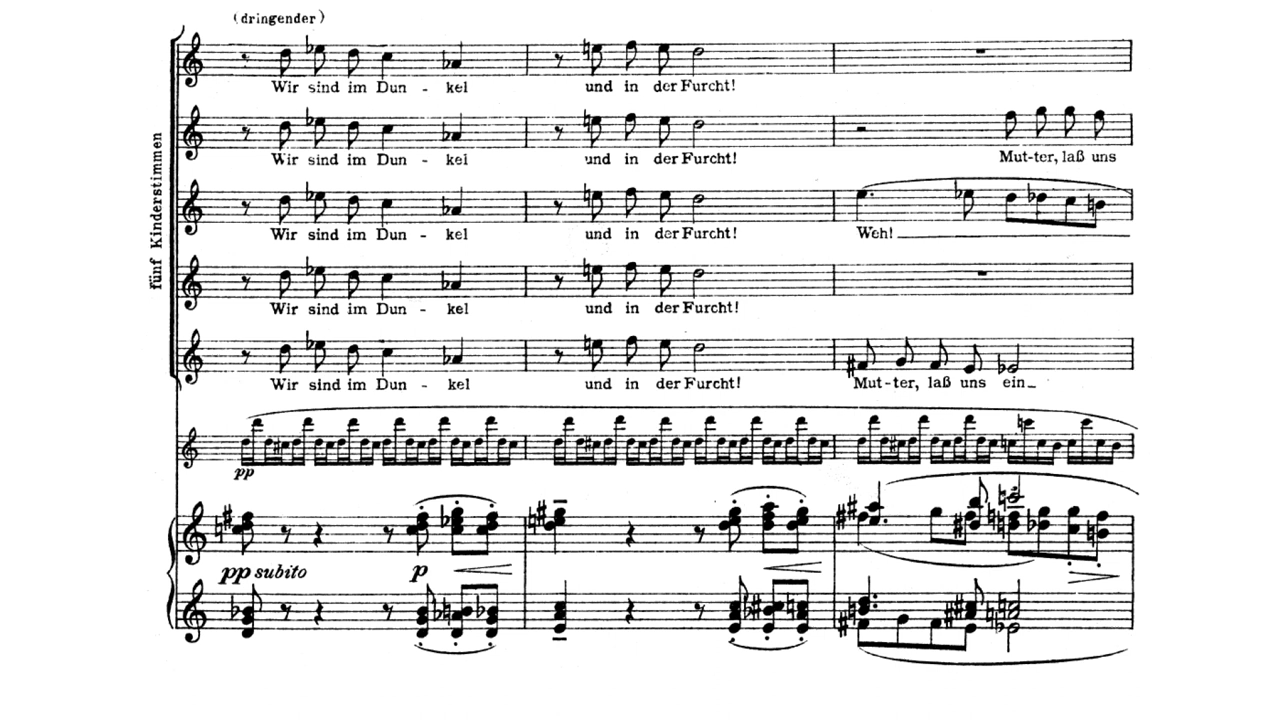 (dringender)
Wir sind im Dun - kel und in der Furcht!
Wir sind im Dun - kel und in der Furcht! Mut-ter, laß uns
fünf Kinderstimmen
Wir sind im Dun - kel und in der Furcht! Weh!
Wir sind im Dun - kel und in der Furcht!
Wir sind im Dun - kel und in der Furcht! Mut-ter, laß uns ein
pp
pp subito p